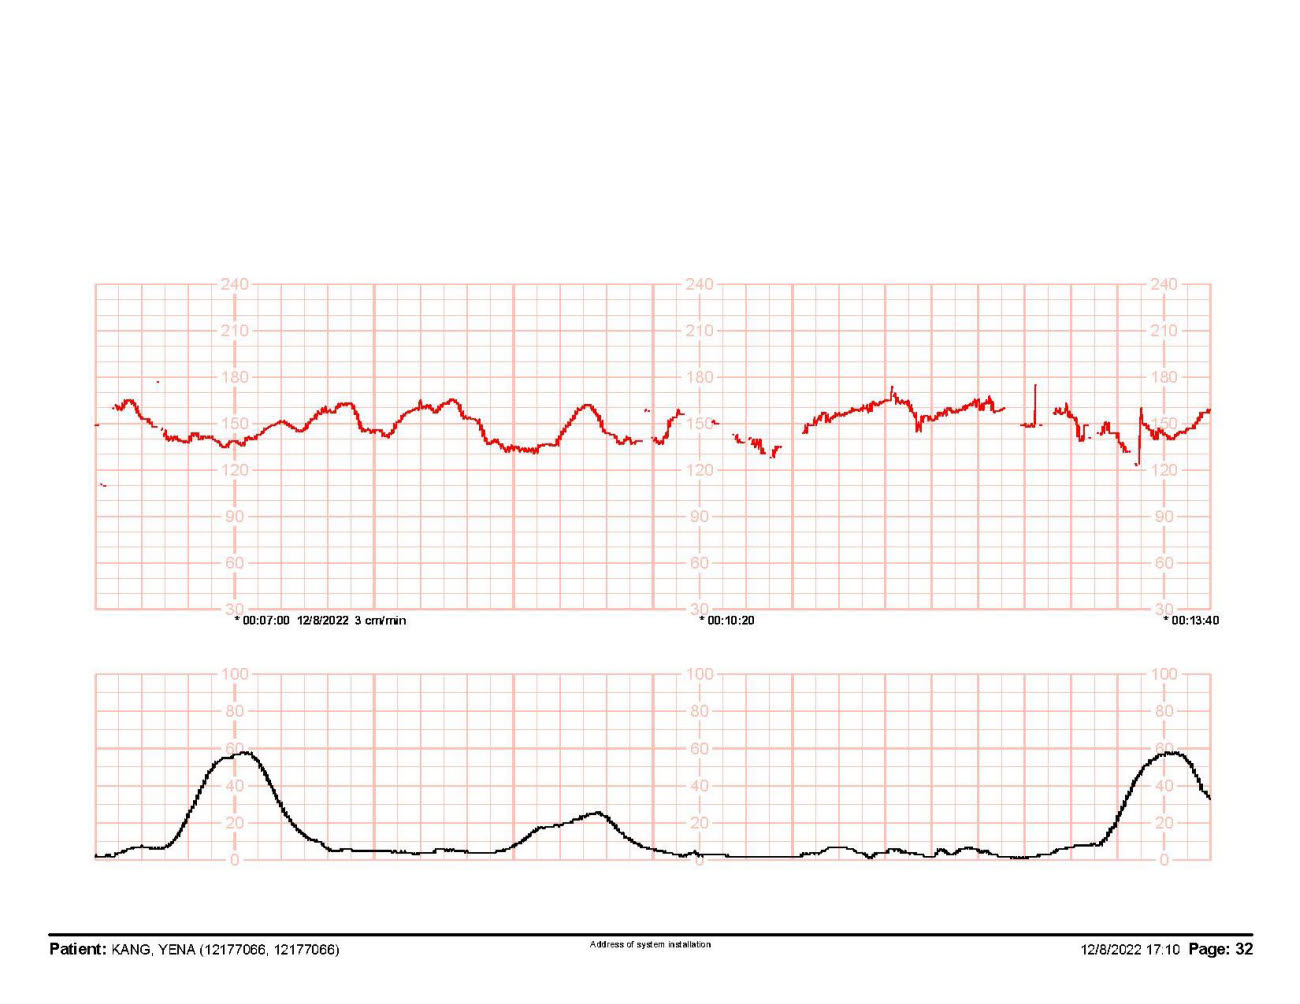 240 240 240
210 210 210
180 180 180
150 150 150
120 120 120
90 90 90
60 60 60
30 30 30
* 00:07:00 12/8/2022 3 cm/min * 00:10:20 * 00:13:40
100 100 100
80 80 80
60 60 60
40 40 40
20 20 20
0 0 0
Patient: KANG, YENA (12177066, 12177066) Address of system installation 12/8/2022 17:10 Page: 32